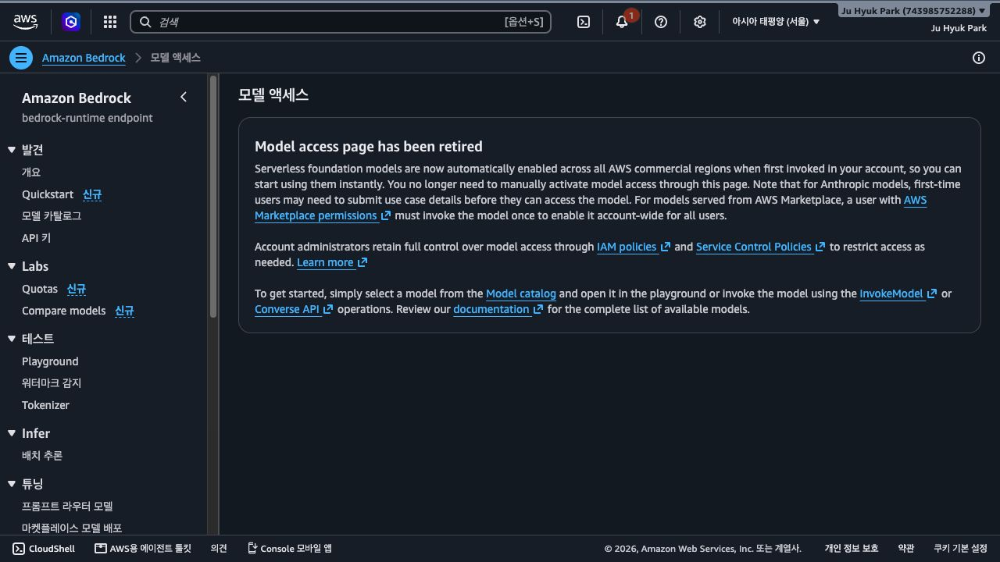 aws
검색
[옵션+S]
1
아시아 태평양 (서울)
Ju Hyuk Park (743985752288)
Ju Hyuk Park
Amazon Bedrock
모델 액세스
Amazon Bedrock
bedrock-runtime endpoint
발견
개요
Quickstart 신규
모델 카탈로그
API 키
Labs
Quotas 신규
Compare models 신규
테스트
Playground
워터마크 감지
Tokenizer
Infer
배치 추론
튜닝
프롬프트 라우터 모델
마켓플레이스 모델 배포
모델 액세스
Model access page has been retired
Serverless foundation models are now automatically enabled across all AWS commercial regions when first invoked in your account, so you can
start using them instantly. You no longer need to manually activate model access through this page. Note that for Anthropic models, first-time
users may need to submit use case details before they can access the model. For models served from AWS Marketplace, a user with AWS
Marketplace permissions must invoke the model once to enable it account-wide for all users.
Account administrators retain full control over model access through IAM policies and Service Control Policies to restrict access as
needed. Learn more
To get started, simply select a model from the Model catalog and open it in the playground or invoke the model using the InvokeModel or
Converse API operations. Review our documentation for the complete list of available models.
CloudShell
AWS용 에이전트 툴킷
의견
Console 모바일 앱
© 2026, Amazon Web Services, Inc. 또는 계열사.
개인 정보 보호
약관
쿠키 기본 설정